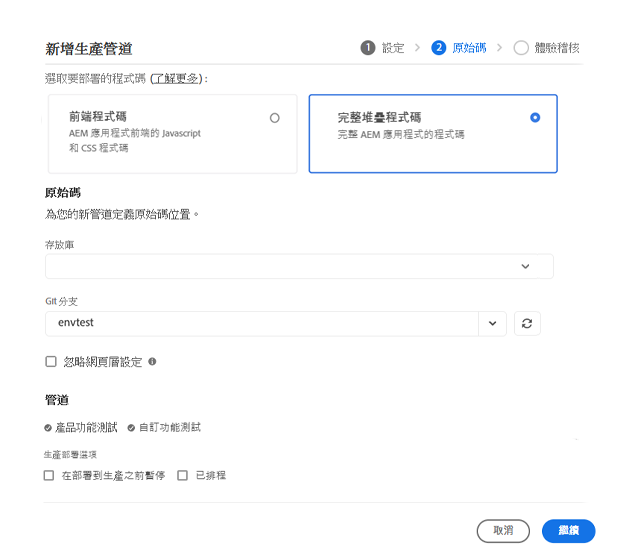 新增生產管道
1 設定 > 2 原始碼 > 體驗稽核
選取要部署的程式碼 (了解更多)：
前端程式碼
AEM 應用程式前端的 Javascript
和 CSS 程式碼
完整堆疊程式碼
完整 AEM 應用程式的程式碼
原始碼
為您的新管道定義原始碼位置。
存放庫
Git 分支
envtest
忽略網頁層設定
管道
產品功能測試 自訂功能測試
生產部署選項
在部署到生產之前暫停 已排程
取消 繼續